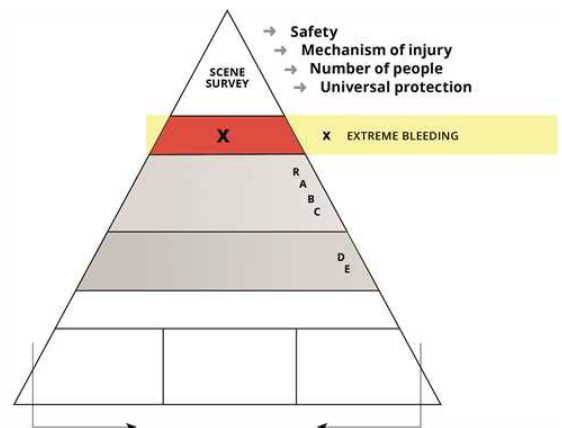 Safety
Mechanism of injury
Number of people
Universal protection
SCENE
SURVEY
X
X EXTREME BLEEDING
R
A
B
C
D
E